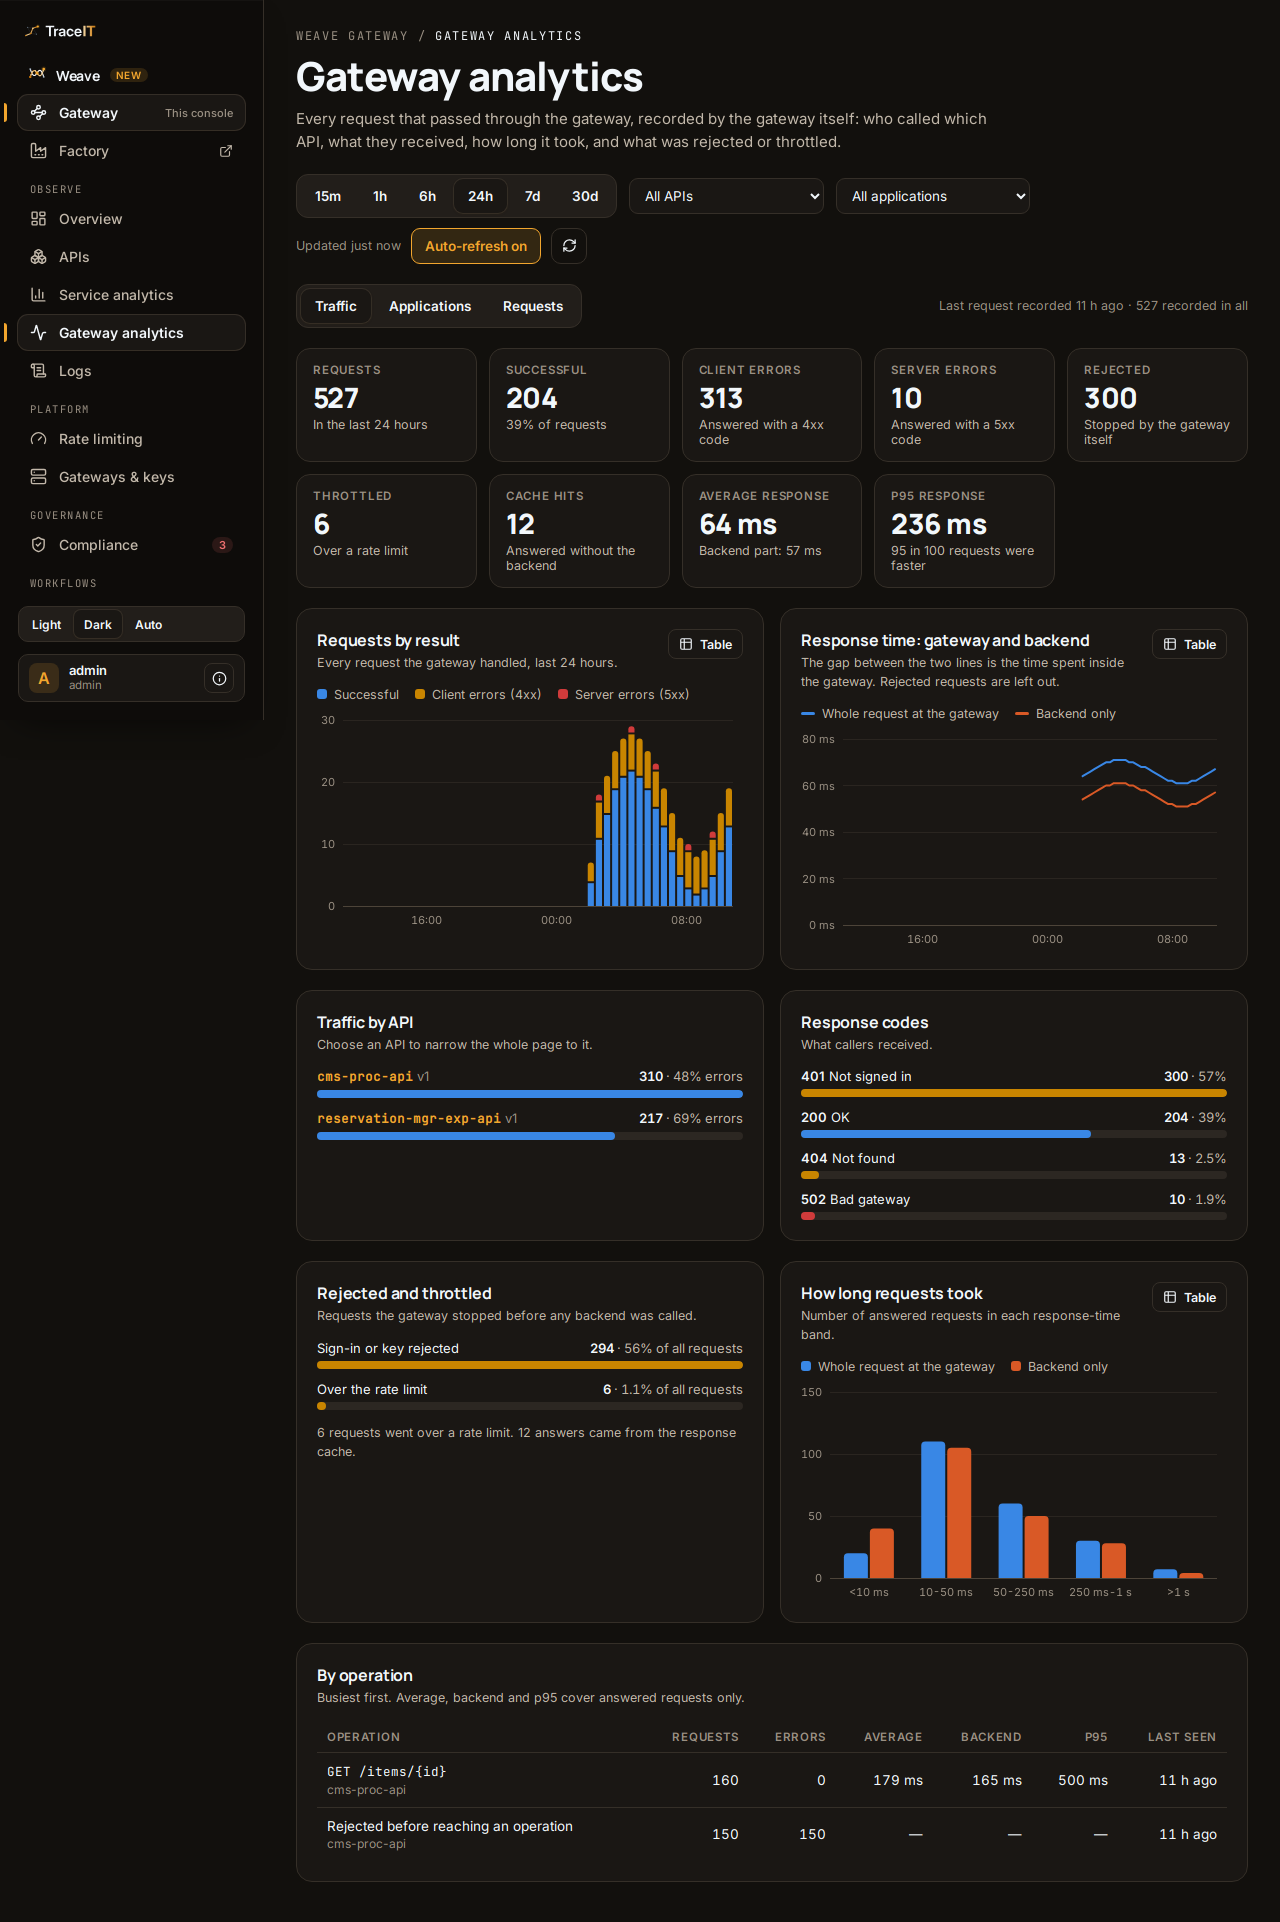 TraceIT
Weave NEW
Gateway This console
Factory
OBSERVE
Overview
APIs
Service analytics
Gateway analytics
Logs
PLATFORM
Rate limiting
Gateways & keys
GOVERNANCE
Compliance 3
WORKFLOWS
Light Dark Auto
A admin
admin
WEAVE GATEWAY / GATEWAY ANALYTICS
Gateway analytics
Every request that passed through the gateway, recorded by the gateway itself: who called which
API, what they received, how long it took, and what was rejected or throttled.
15m 1h 6h 24h 7d 30d All APIs All applications
Updated just now Auto-refresh on
Traffic Applications Requests Last request recorded 11 h ago · 527 recorded in all
REQUESTS
527
In the last 24 hours
SUCCESSFUL
204
39% of requests
CLIENT ERRORS
313
Answered with a 4xx
code
SERVER ERRORS
10
Answered with a 5xx
code
REJECTED
300
Stopped by the gateway
itself
THROTTLED
6
Over a rate limit
CACHE HITS
12
Answered without the
backend
AVERAGE RESPONSE
64 ms
Backend part: 57 ms
P95 RESPONSE
236 ms
95 in 100 requests were
faster
Requests by result Table
Every request the gateway handled, last 24 hours.
Successful Client errors (4xx) Server errors (5xx)
30
20
10
0
16:00 00:00 08:00
Response time: gateway and backend Table
The gap between the two lines is the time spent inside
the gateway. Rejected requests are left out.
Whole request at the gateway Backend only
80 ms
60 ms
40 ms
20 ms
0 ms
16:00 00:00 08:00
Traffic by API
Choose an API to narrow the whole page to it.
cms-proc-api v1 310 · 48% errors
reservation-mgr-exp-api v1 217 · 69% errors
Response codes
What callers received.
401 Not signed in 300 · 57%
200 OK 204 · 39%
404 Not found 13 · 2.5%
502 Bad gateway 10 · 1.9%
Rejected and throttled
Requests the gateway stopped before any backend was called.
Sign-in or key rejected 294 · 56% of all requests
Over the rate limit 6 · 1.1% of all requests
6 requests went over a rate limit. 12 answers came from the response
cache.
How long requests took Table
Number of answered requests in each response-time
band.
Whole request at the gateway Backend only
150
100
50
0
<10 ms 10-50 ms 50-250 ms 250 ms-1 s >1 s
By operation
Busiest first. Average, backend and p95 cover answered requests only.
OPERATION REQUESTS ERRORS AVERAGE BACKEND P95 LAST SEEN
GET /items/{id} 160 0 179 ms 165 ms 500 ms 11 h ago
cms-proc-api
Rejected before reaching an operation 150 150 — — — 11 h ago
cms-proc-api